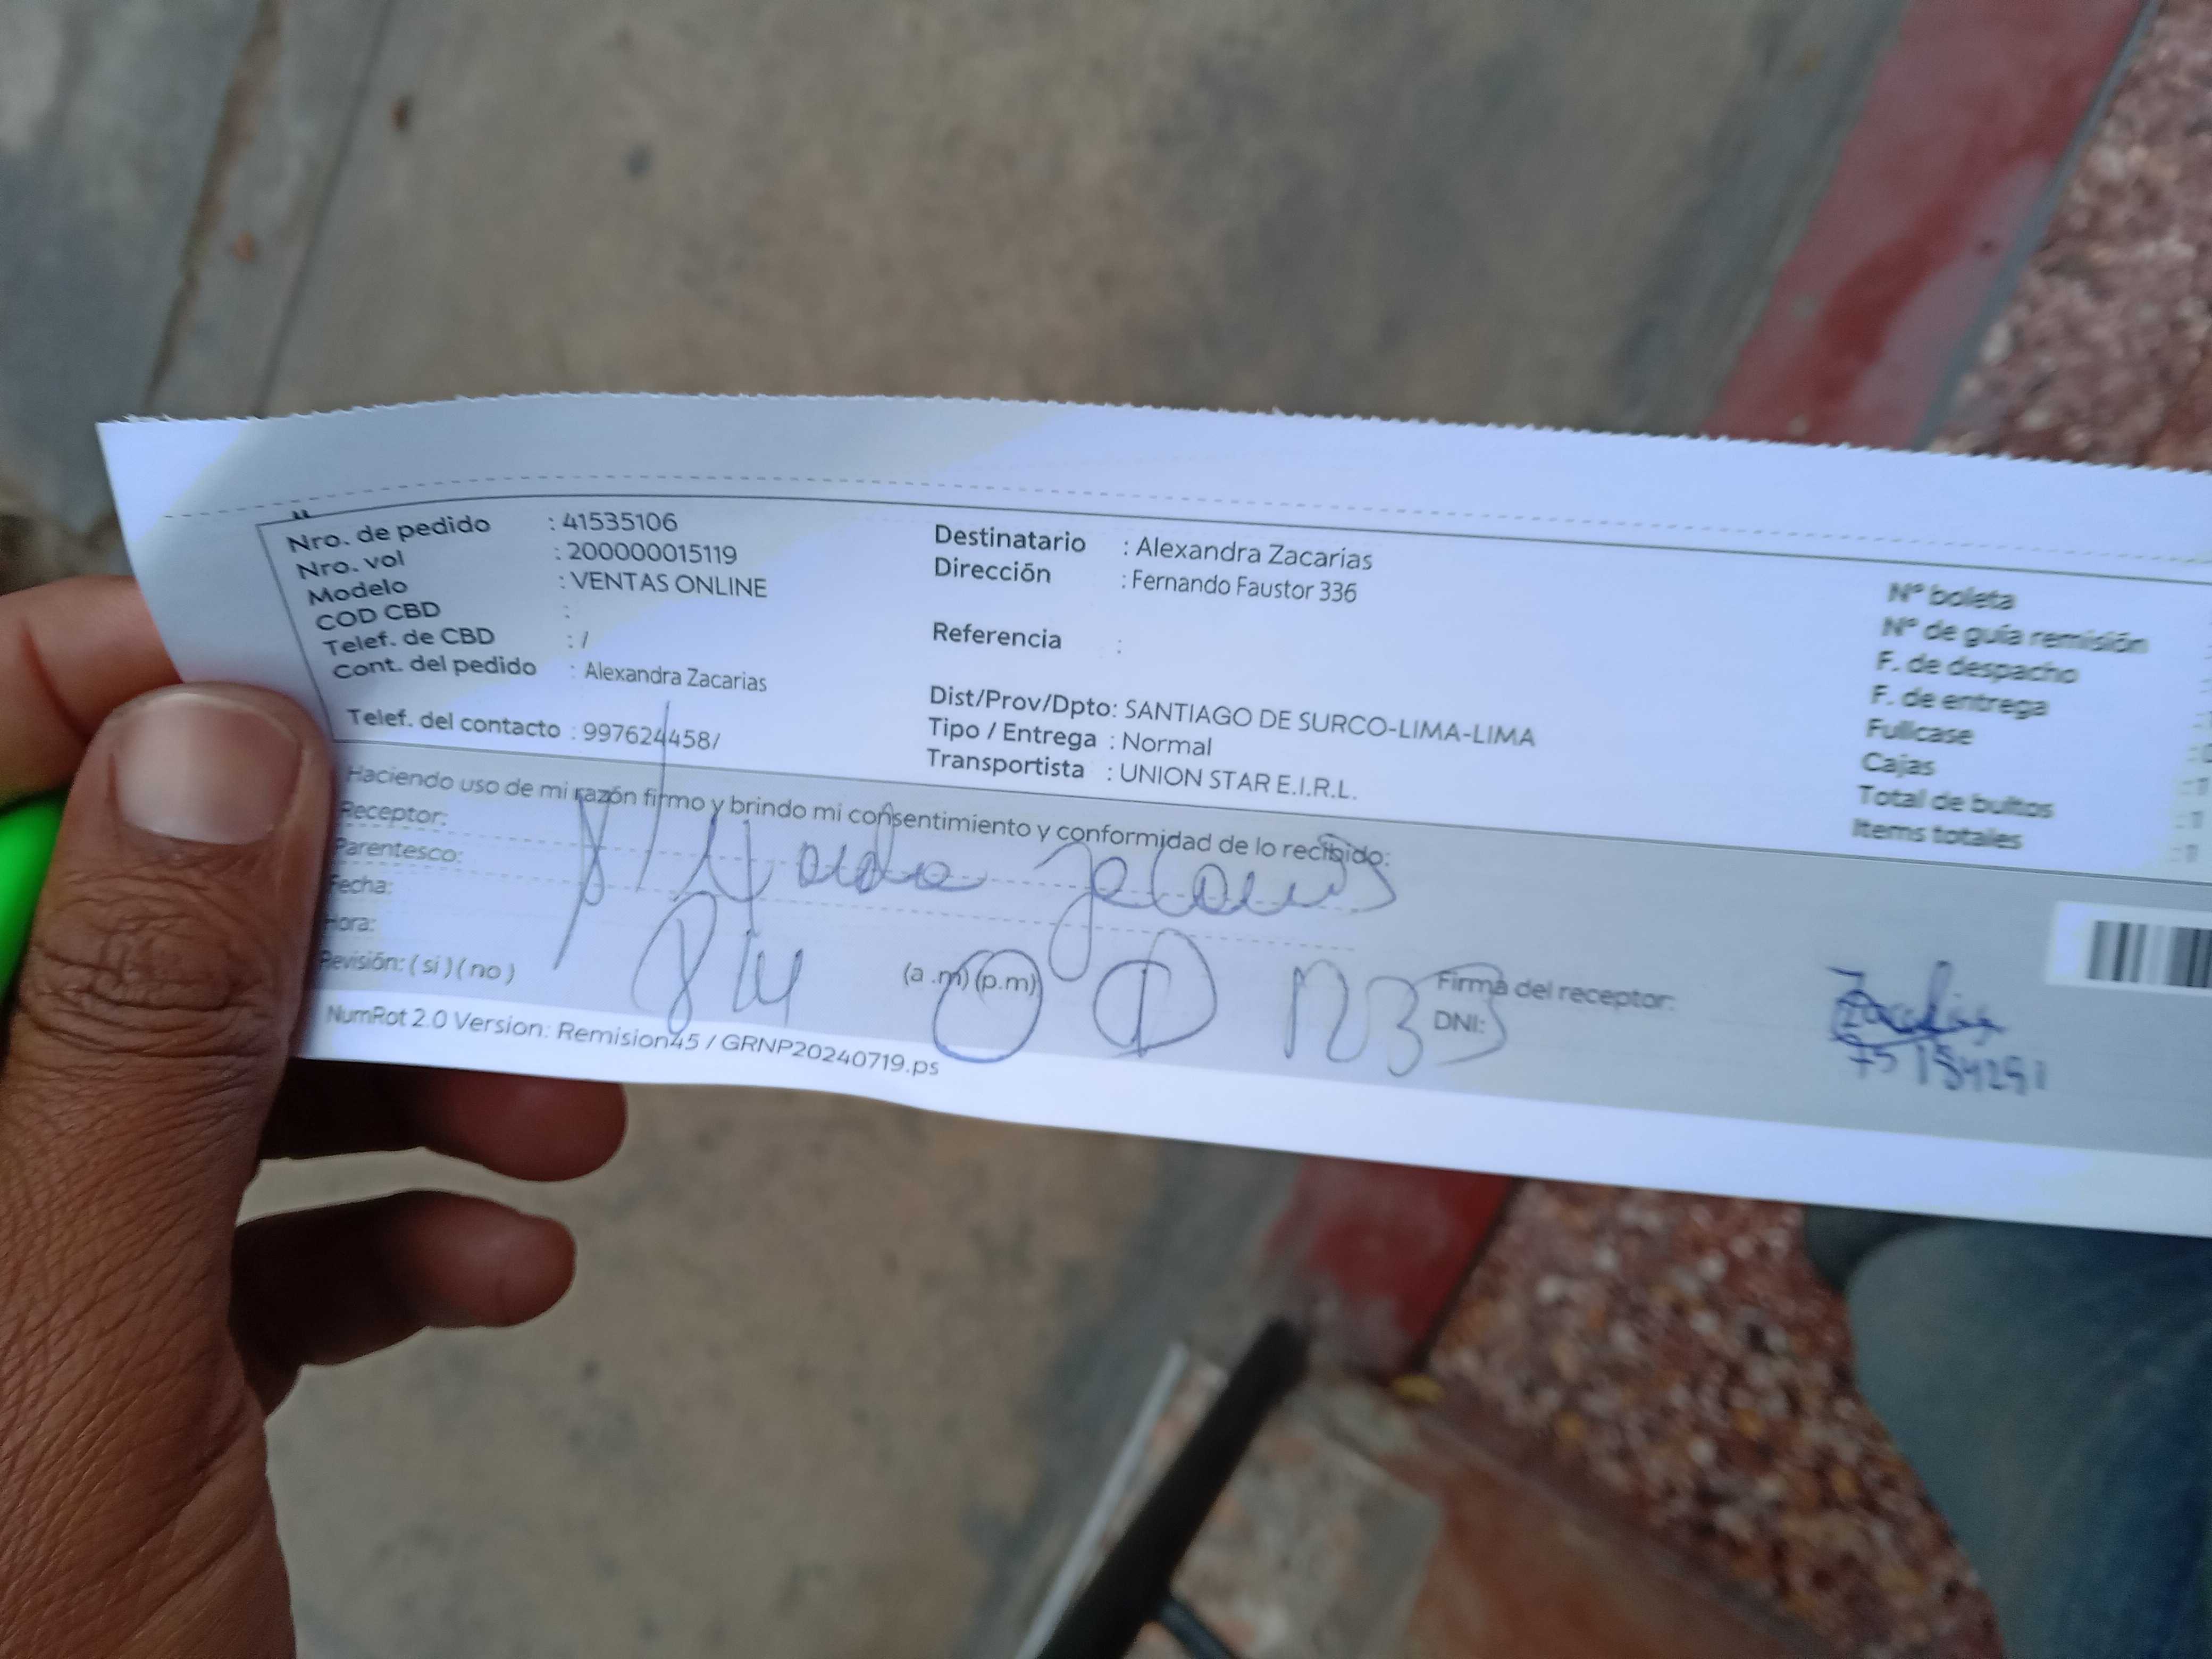 Nro. de pedido : 41535106
Nro. vol : 200000015119
Modelo : VENTAS ONLINE
COD CBD :
Telef. de CBD : /
Cont. del pedido : Alexandra Zacarias
Telef. del contacto : 997624458/
Destinatario : Alexandra Zacarias
Dirección : Fernando Faustor 336
Referencia :
Dist/Prov/Dpto: SANTIAGO DE SURCO-LIMA-LIMA
Tipo / Entrega : Normal
Transportista : UNION STAR E.I.R.L.
Nº boleta
Nº de guía remisión
F. de despacho
F. de entrega
Fullcase
Cajas
Total de bultos
Items totales
Haciendo uso de mi razón firmo y brindo mi consentimiento y conformidad de lo recibido:
Receptor:
Parentesco:
Fecha:
Hora:
(a .m) (p.m)
Revisión: ( si ) ( no )
Firma del receptor:
DNI:
NumRot 2.0 Version: Remision45 / GRNP20240719.ps